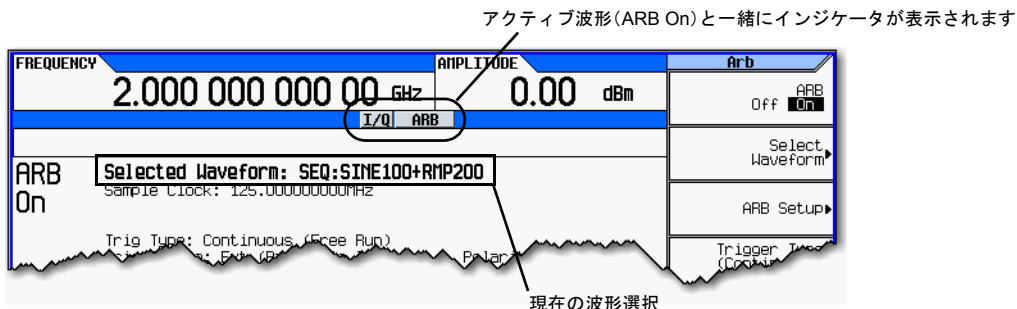 アクティブ波形(ARB On)と一緒にインジケータが表示されます
FREQUENCY
2.000 000 000 00 GHz
AMPLITUDE
0.00 dBm
I/Q ARB
ARB
On
Selected Waveform: SEQ:SINE100+RMP200
Sample Clock: 125.000000000MHz
Trig Type: Continuous (Free Run)
Polar
Arb
ARB
Off On
Select
Waveform
ARB Setup
Trigger Type
現在の波形選択